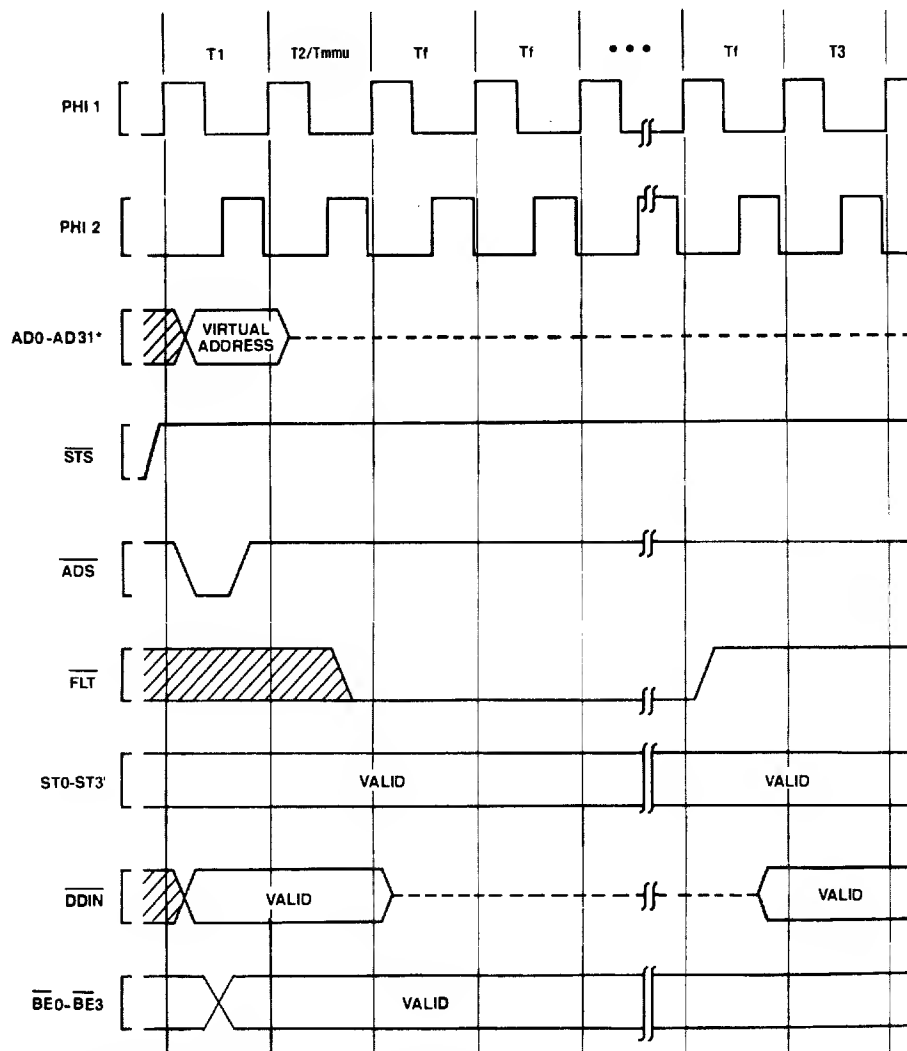 T1 T2/Tmmu Tf Tf • • • Tf T3
PHI 1
PHI 2
AD0-AD31*
VIRTUAL
ADDRESS
STS
ADS
FLT
ST0-ST3'
VALID VALID
DDIN
VALID VALID
BE0-BE3
VALID